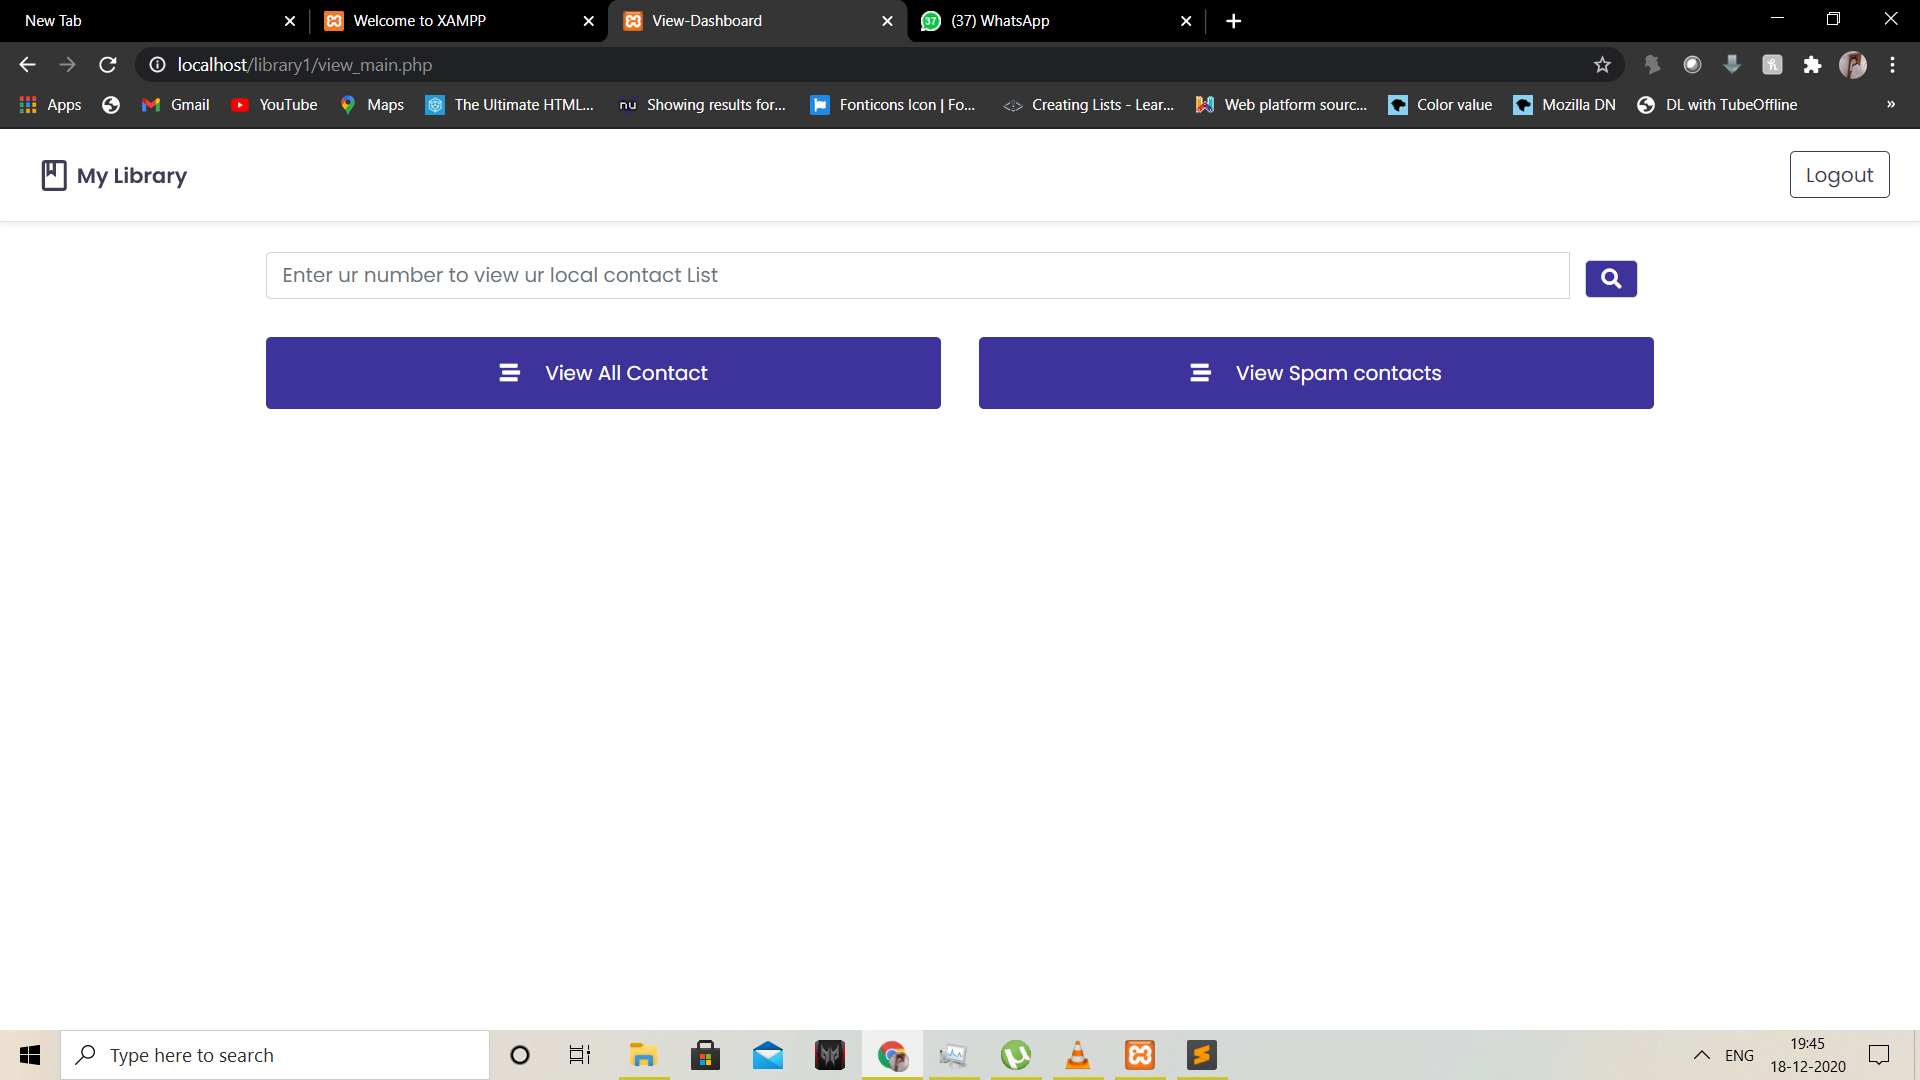 New Tab
Welcome to XAMPP
View-Dashboard
37
(37) WhatsApp
localhost/library1/view_main.php
Apps
Gmail
YouTube
Maps
The Ultimate HTML...
nu
Showing results for...
Fonticons Icon | Fo...
Creating Lists - Lear...
Web platform sourc...
Color value
Mozilla DN
DL with TubeOffline
»
My Library
Logout
Enter ur number to view ur local contact List
View All Contact
View Spam contacts
Type here to search
ENG
19:45
18-12-2020